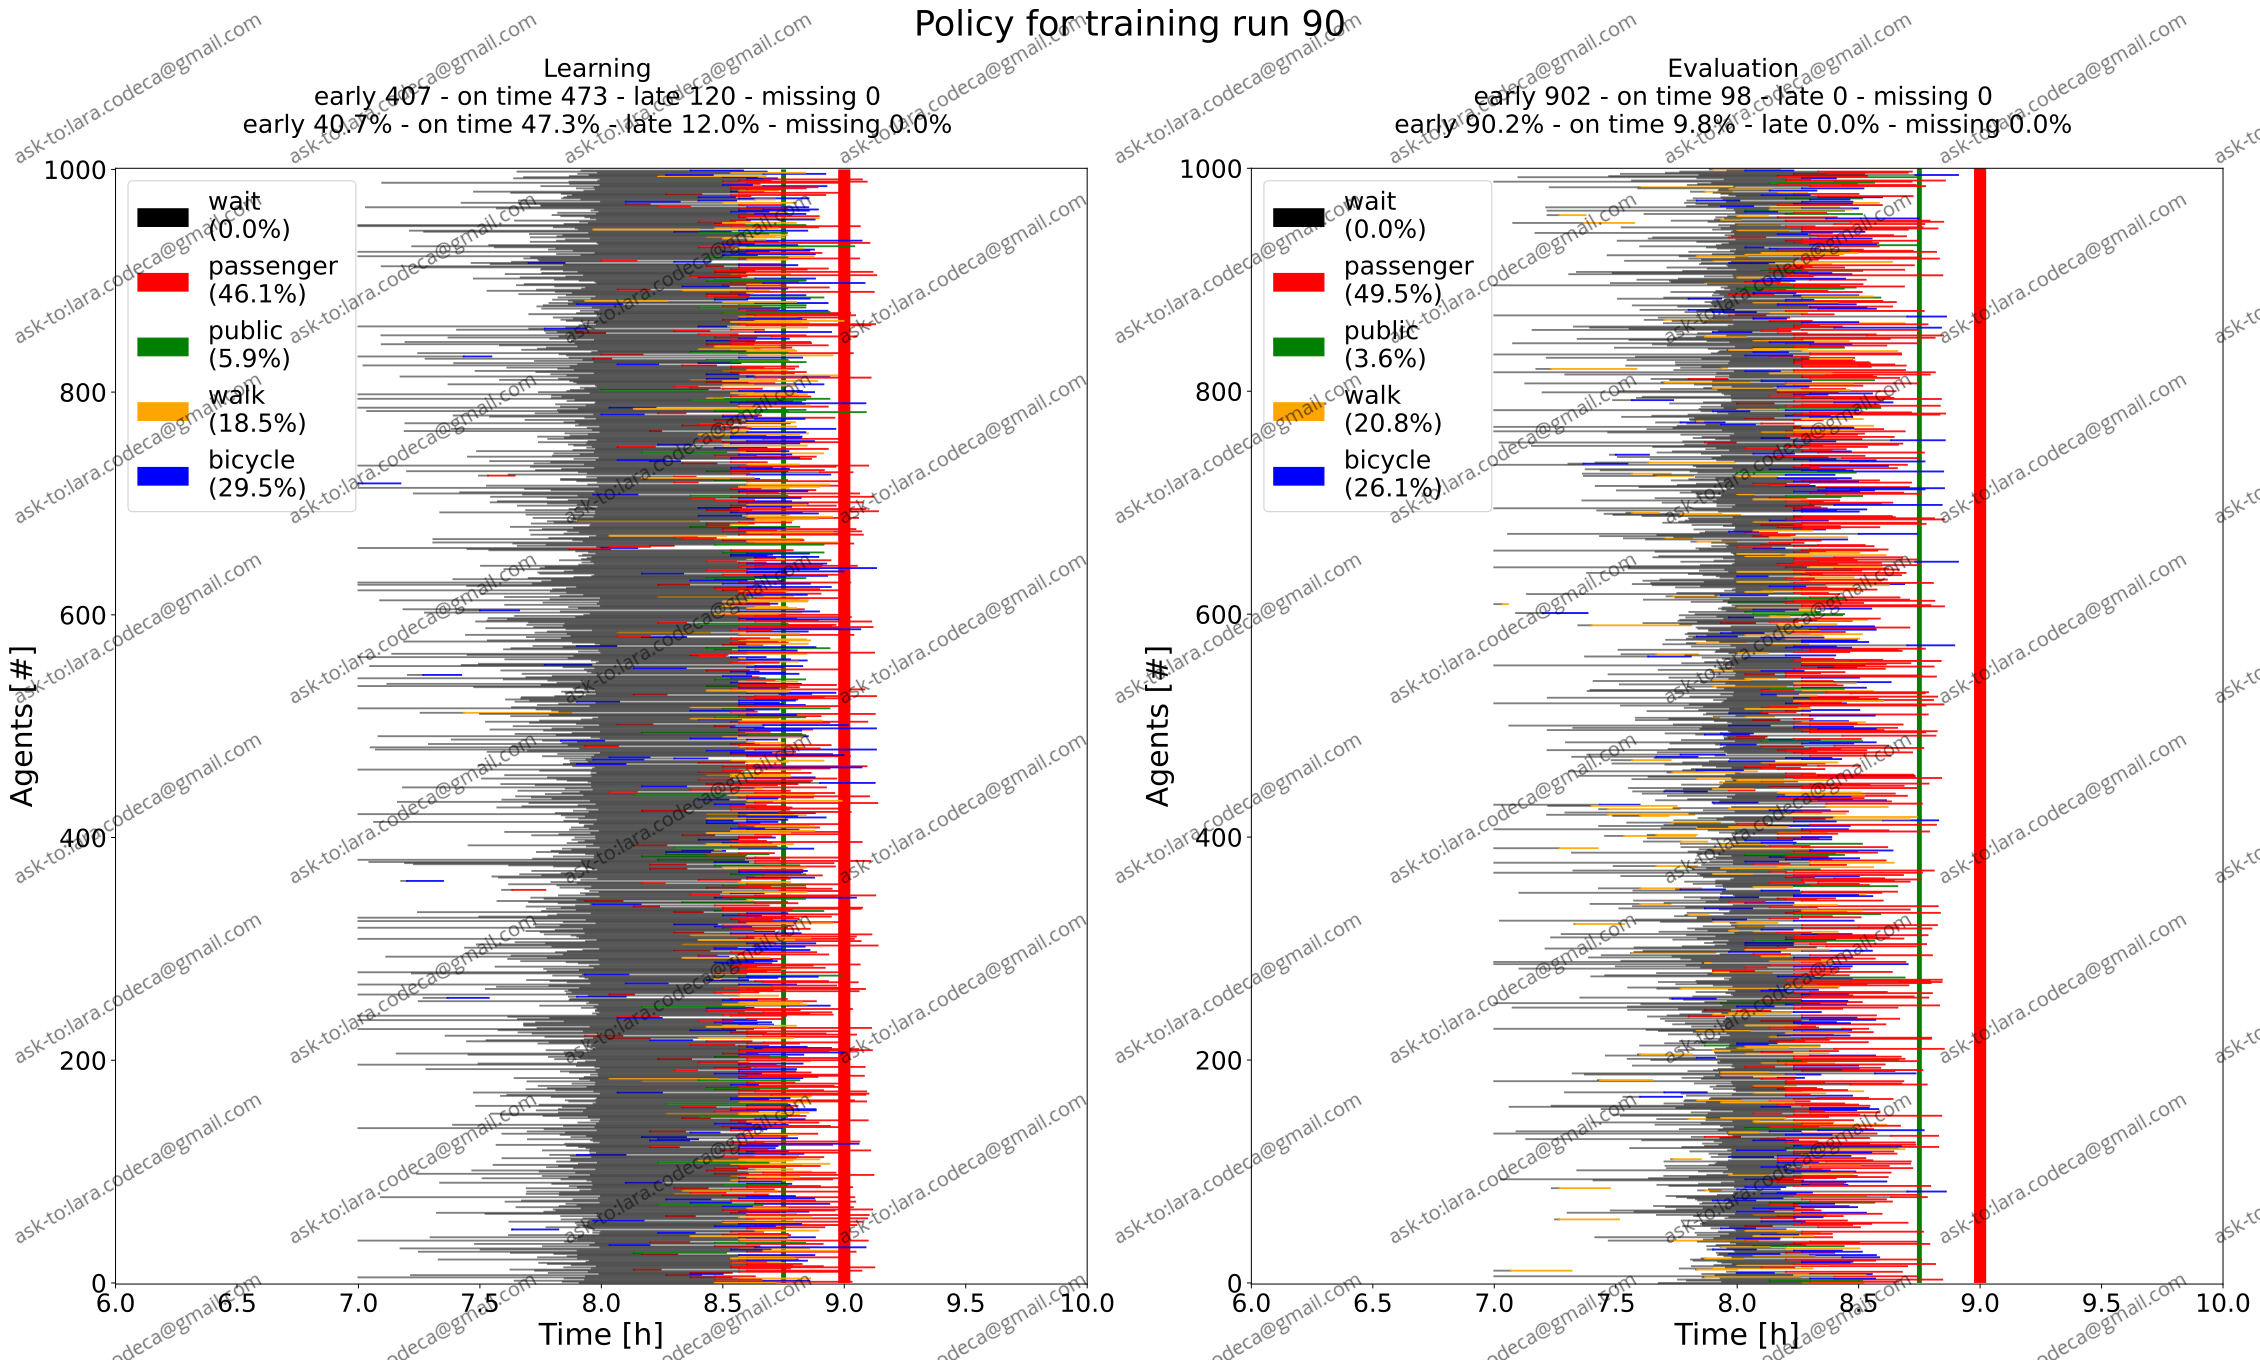 Policy for training run 90
Learning
early 407 - on time 473 - late 120 - missing 0
early 40.7% - on time 47.3% - late 12.0% - missing 0.0%
1000
800
600
400
200
0
Agents [#]
wait
(0.0%)
passenger
(46.1%)
public
(5.9%)
walk
(18.5%)
bicycle
(29.5%)
6.0 6.5 7.0 7.5 8.0 8.5 9.0 9.5 10.0
Time [h]
Evaluation
early 902 - on time 98 - late 0 - missing 0
early 90.2% - on time 9.8% - late 0.0% - missing 0.0%
1000
800
600
400
200
0
Agents [#]
wait
(0.0%)
passenger
(49.5%)
public
(3.6%)
walk
(20.8%)
bicycle
(26.1%)
6.0 6.5 7.0 7.5 8.0 8.5 9.0 9.5 10.0
Time [h]
ask-to:lara.codeca@gmail.com